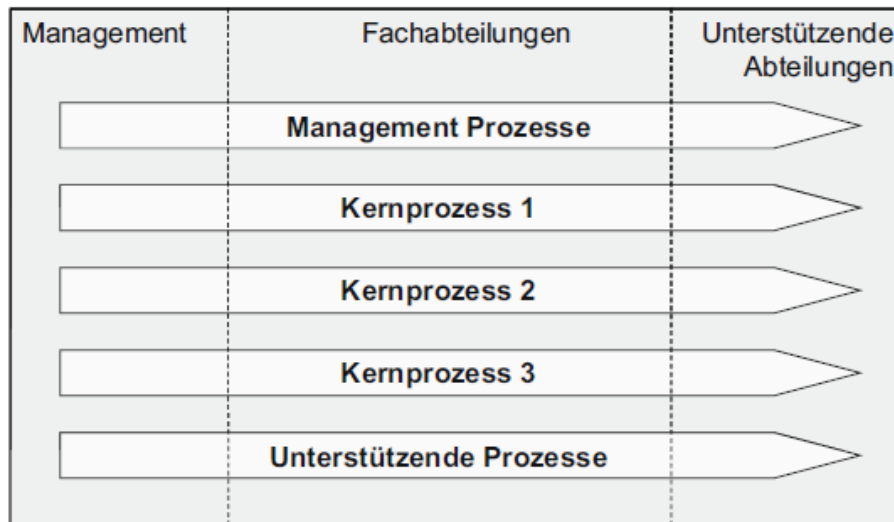 Management
Fachabteilungen
Unterstützende
Abteilungen
Management Prozesse
Kernprozess 1
Kernprozess 2
Kernprozess 3
Unterstützende Prozesse